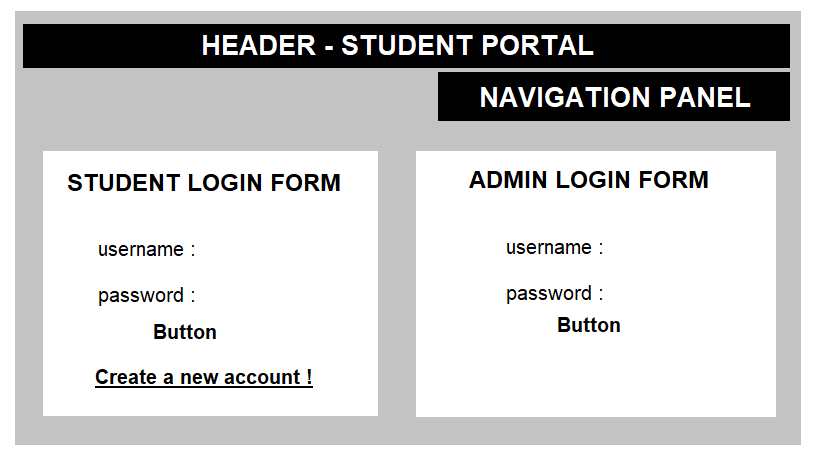 HEADER - STUDENT PORTAL
NAVIGATION PANEL
STUDENT LOGIN FORM
username :
password :
Button
Create a new account !
ADMIN LOGIN FORM
username :
password :
Button